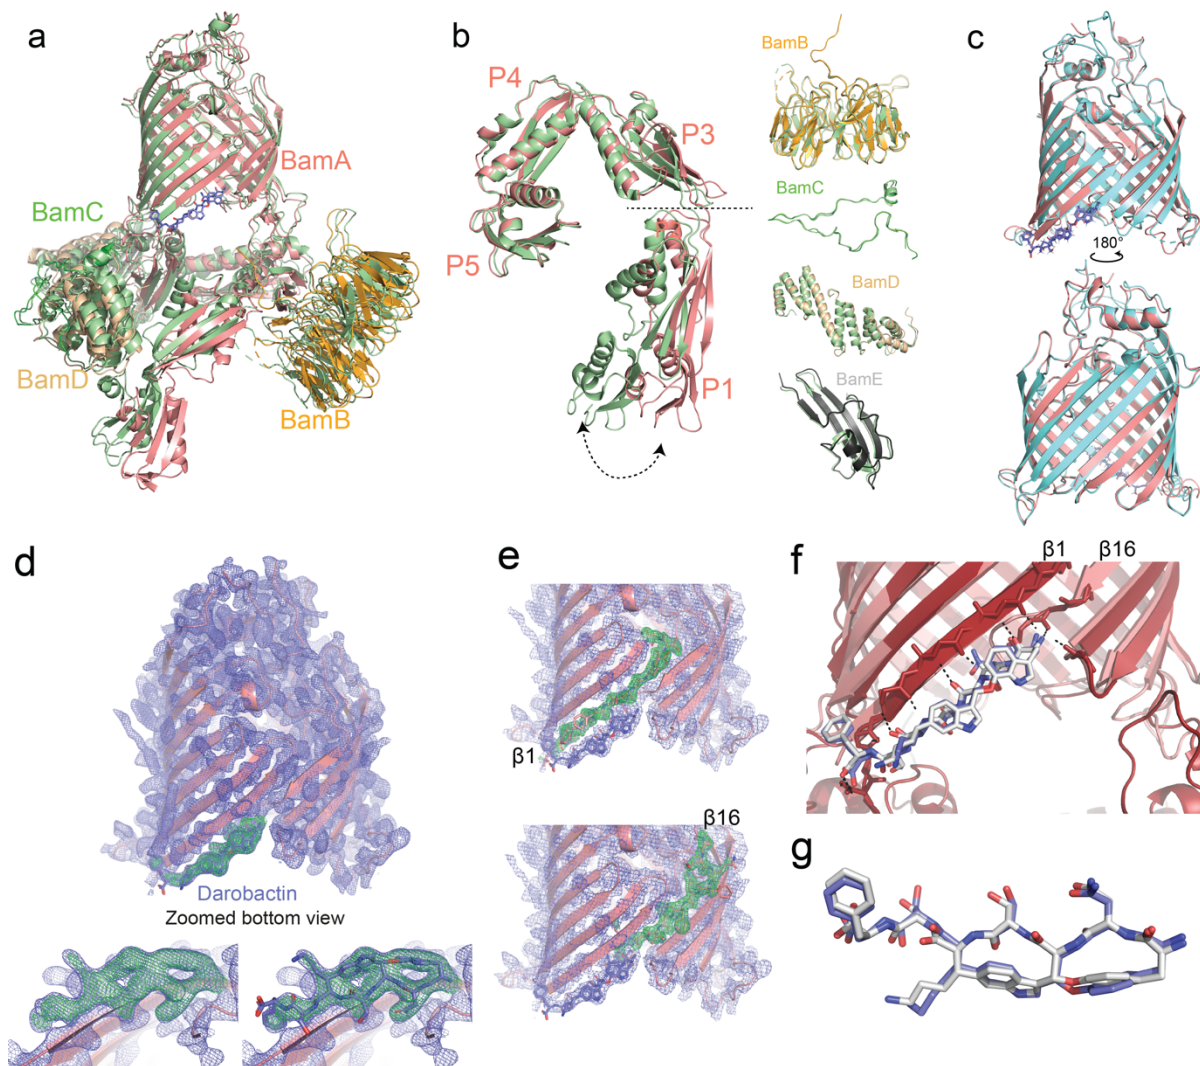 a
BamA
BamC
BamD
BamB
b
P4
P3
P5
P1
BamB
BamC
BamD
BamE
c
180°
d
Darobactin
Zoomed bottom view
e
β1
β16
f
β1 β16
g